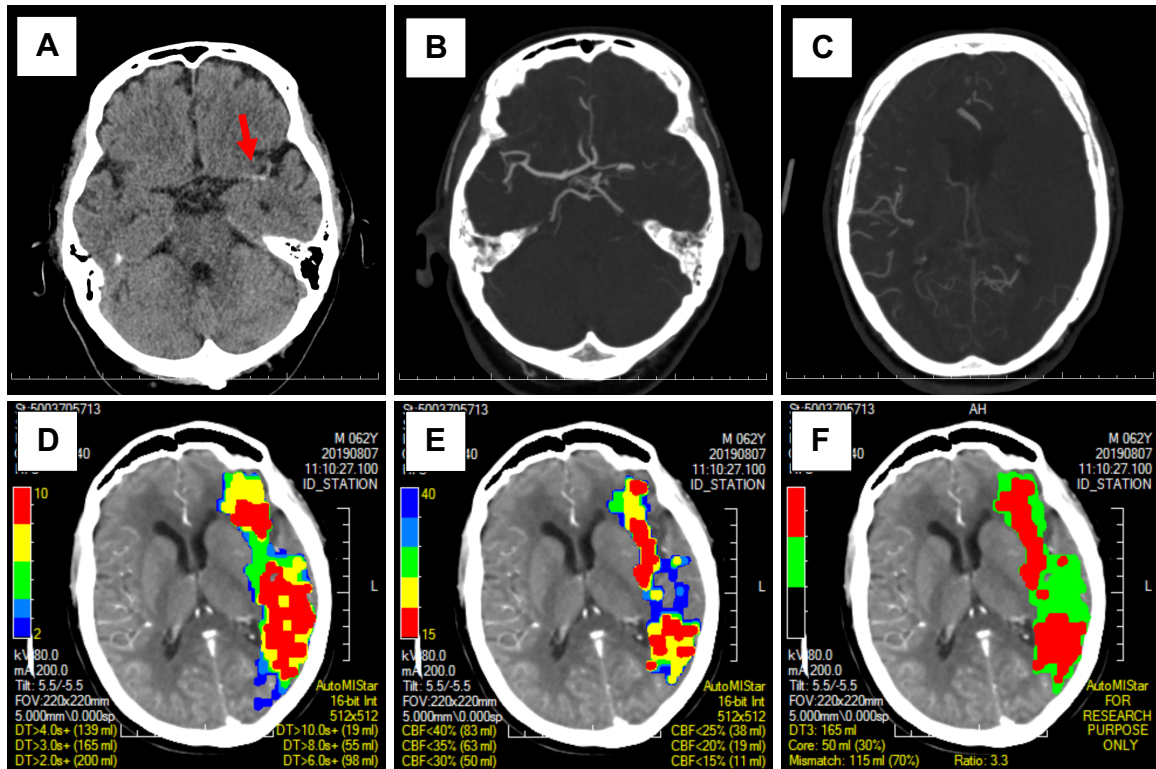 A
B
C
St:5003705713
D
40
M 062Y
20190807
11:10:27.100
ID_STATION
10
2
L
kV 80.0
mA 200.0
Tilt: 5.5/-5.5
FOV:220x220mm
5.000mm\0.000sp
DT>4.0s+ (139 ml)
DT>3.0s+ (165 ml)
DT>2.0s+ (200 ml)
AutoMIStar
16-bit Int
512x512
DT>10.0s+ (19 ml)
DT>8.0s+ (55 ml)
DT>6.0s+ (98 ml)
St:5003705713
E
40
M 062Y
20190807
11:10:27.100
ID_STATION
40
15
L
kV 80.0
mA 200.0
Tilt: 5.5/-5.5
FOV:220x220mm
5.000mm\0.000sp
CBF<40% (83 ml)
CBF<35% (63 ml)
CBF<30% (50 ml)
AutoMIStar
16-bit Int
512x512
CBF<25% (38 ml)
CBF<20% (19 ml)
CBF<15% (11 ml)
St:5003705713
AH
F
40
M 062Y
20190807
11:10:27.100
ID_STATION
L
kV 80.0
mA 200.0
Tilt: 5.5/-5.5
FOV:220x220mm
5.000mm\0.000sp
DT3: 165 ml
Core: 50 ml (30%)
Mismatch: 115 ml (70%) Ratio: 3.3
AutoMIStar
FOR
RESEARCH
PURPOSE
ONLY